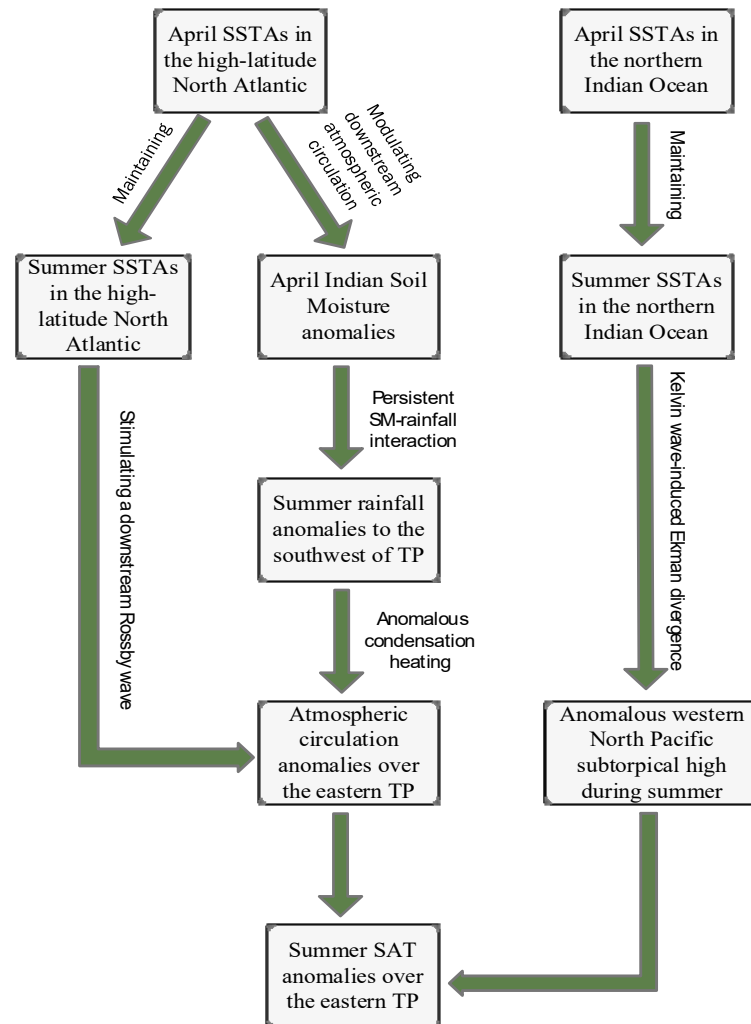 April SSTAs in
the high-latitude
North Atlantic
April SSTAs in
the northern
Indian Ocean
Maintaining
Modulating
downstream
atmospheric
circulation
Maintaining
Summer SSTAs
in the high-
latitude North
Atlantic
April Indian Soil
Moisture
anomalies
Summer SSTAs
in the northern
Indian Ocean
Stimulating a downstream Rossby wave
Persistent
SM-rainfall
interaction
Kelvin wave-induced Ekman divergence
Summer rainfall
anomalies to the
southwest of TP
Anomalous
condensation
heating
Atmospheric
circulation
anomalies over
the eastern TP
Anomalous western
North Pacific
subtorpical high
during summer
Summer SAT
anomalies over
the eastern TP